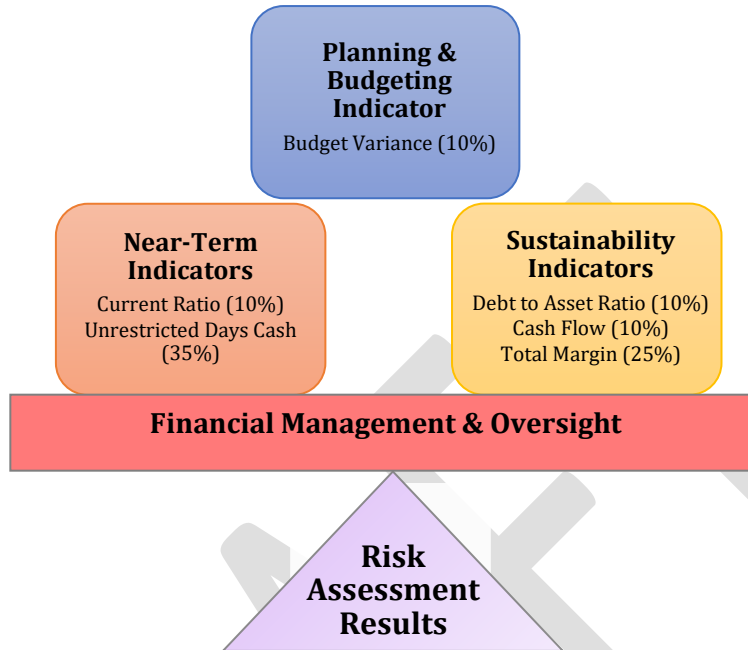 Planning &
Budgeting
Indicator
Budget Variance (10%)
Near-Term
Indicators
Current Ratio (10%)
Unrestricted Days Cash
(35%)
Sustainability
Indicators
Debt to Asset Ratio (10%)
Cash Flow (10%)
Total Margin (25%)
Financial Management & Oversight
Risk
Assessment
Results